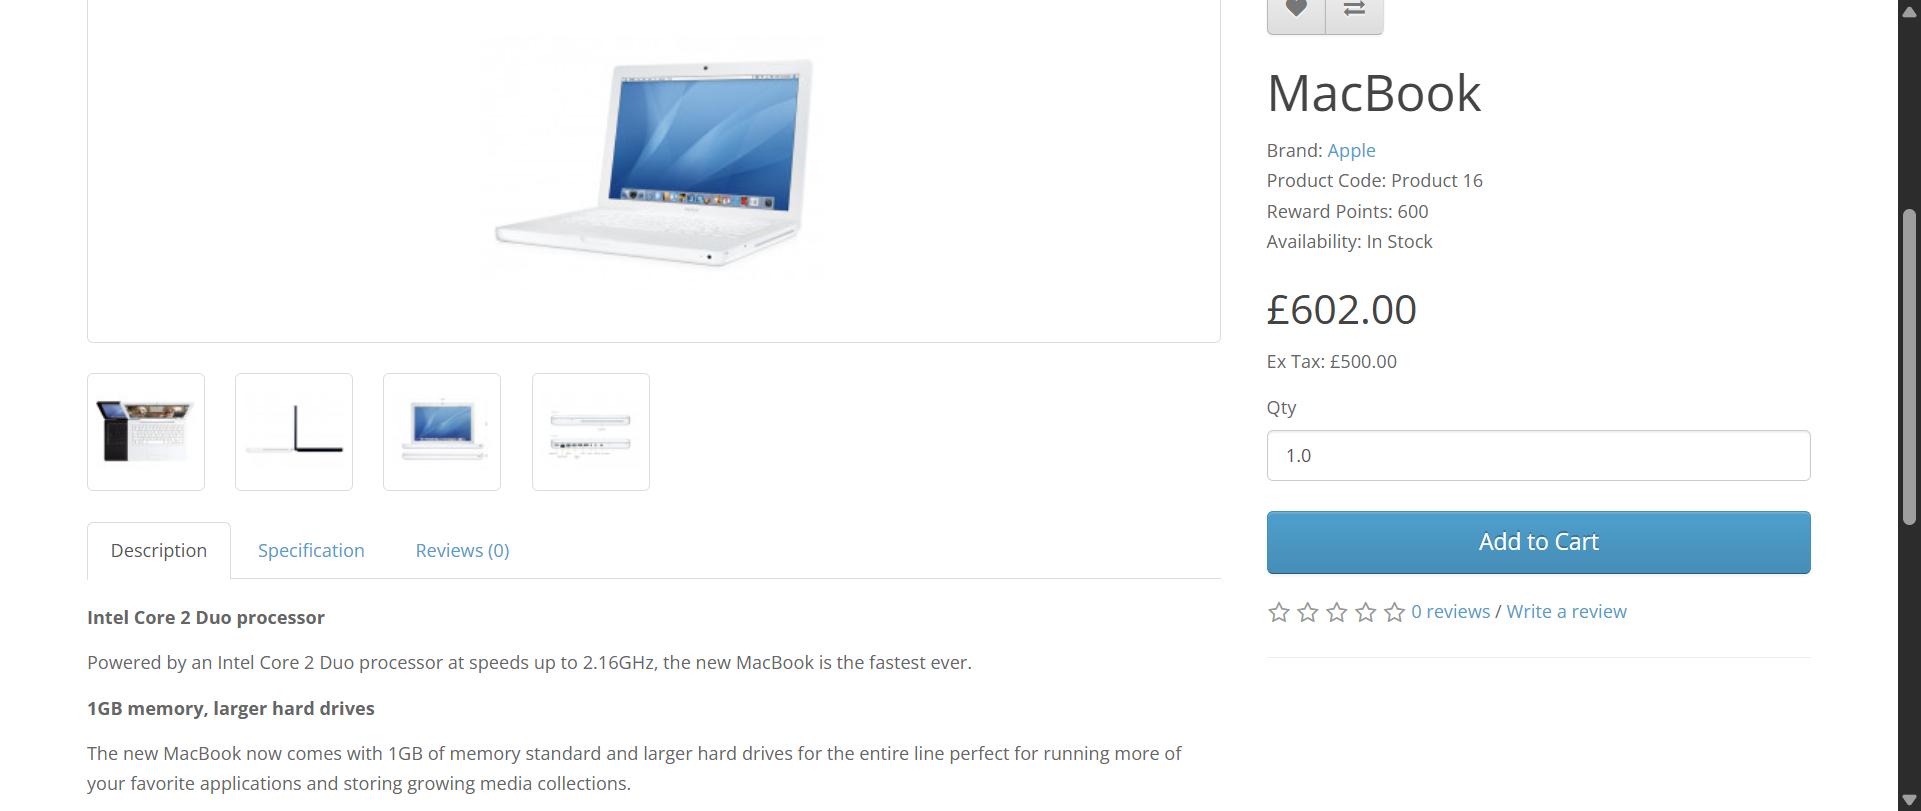 MacBook
Brand: Apple
Product Code: Product 16
Reward Points: 600
Availability: In Stock
£602.00
Ex Tax: £500.00
Qty
1.0
Add to Cart
0 reviews / Write a review
Description
Specification
Reviews (0)
Intel Core 2 Duo processor
Powered by an Intel Core 2 Duo processor at speeds up to 2.16GHz, the new MacBook is the fastest ever.
1GB memory, larger hard drives
The new MacBook now comes with 1GB of memory standard and larger hard drives for the entire line perfect for running more of
your favorite applications and storing growing media collections.